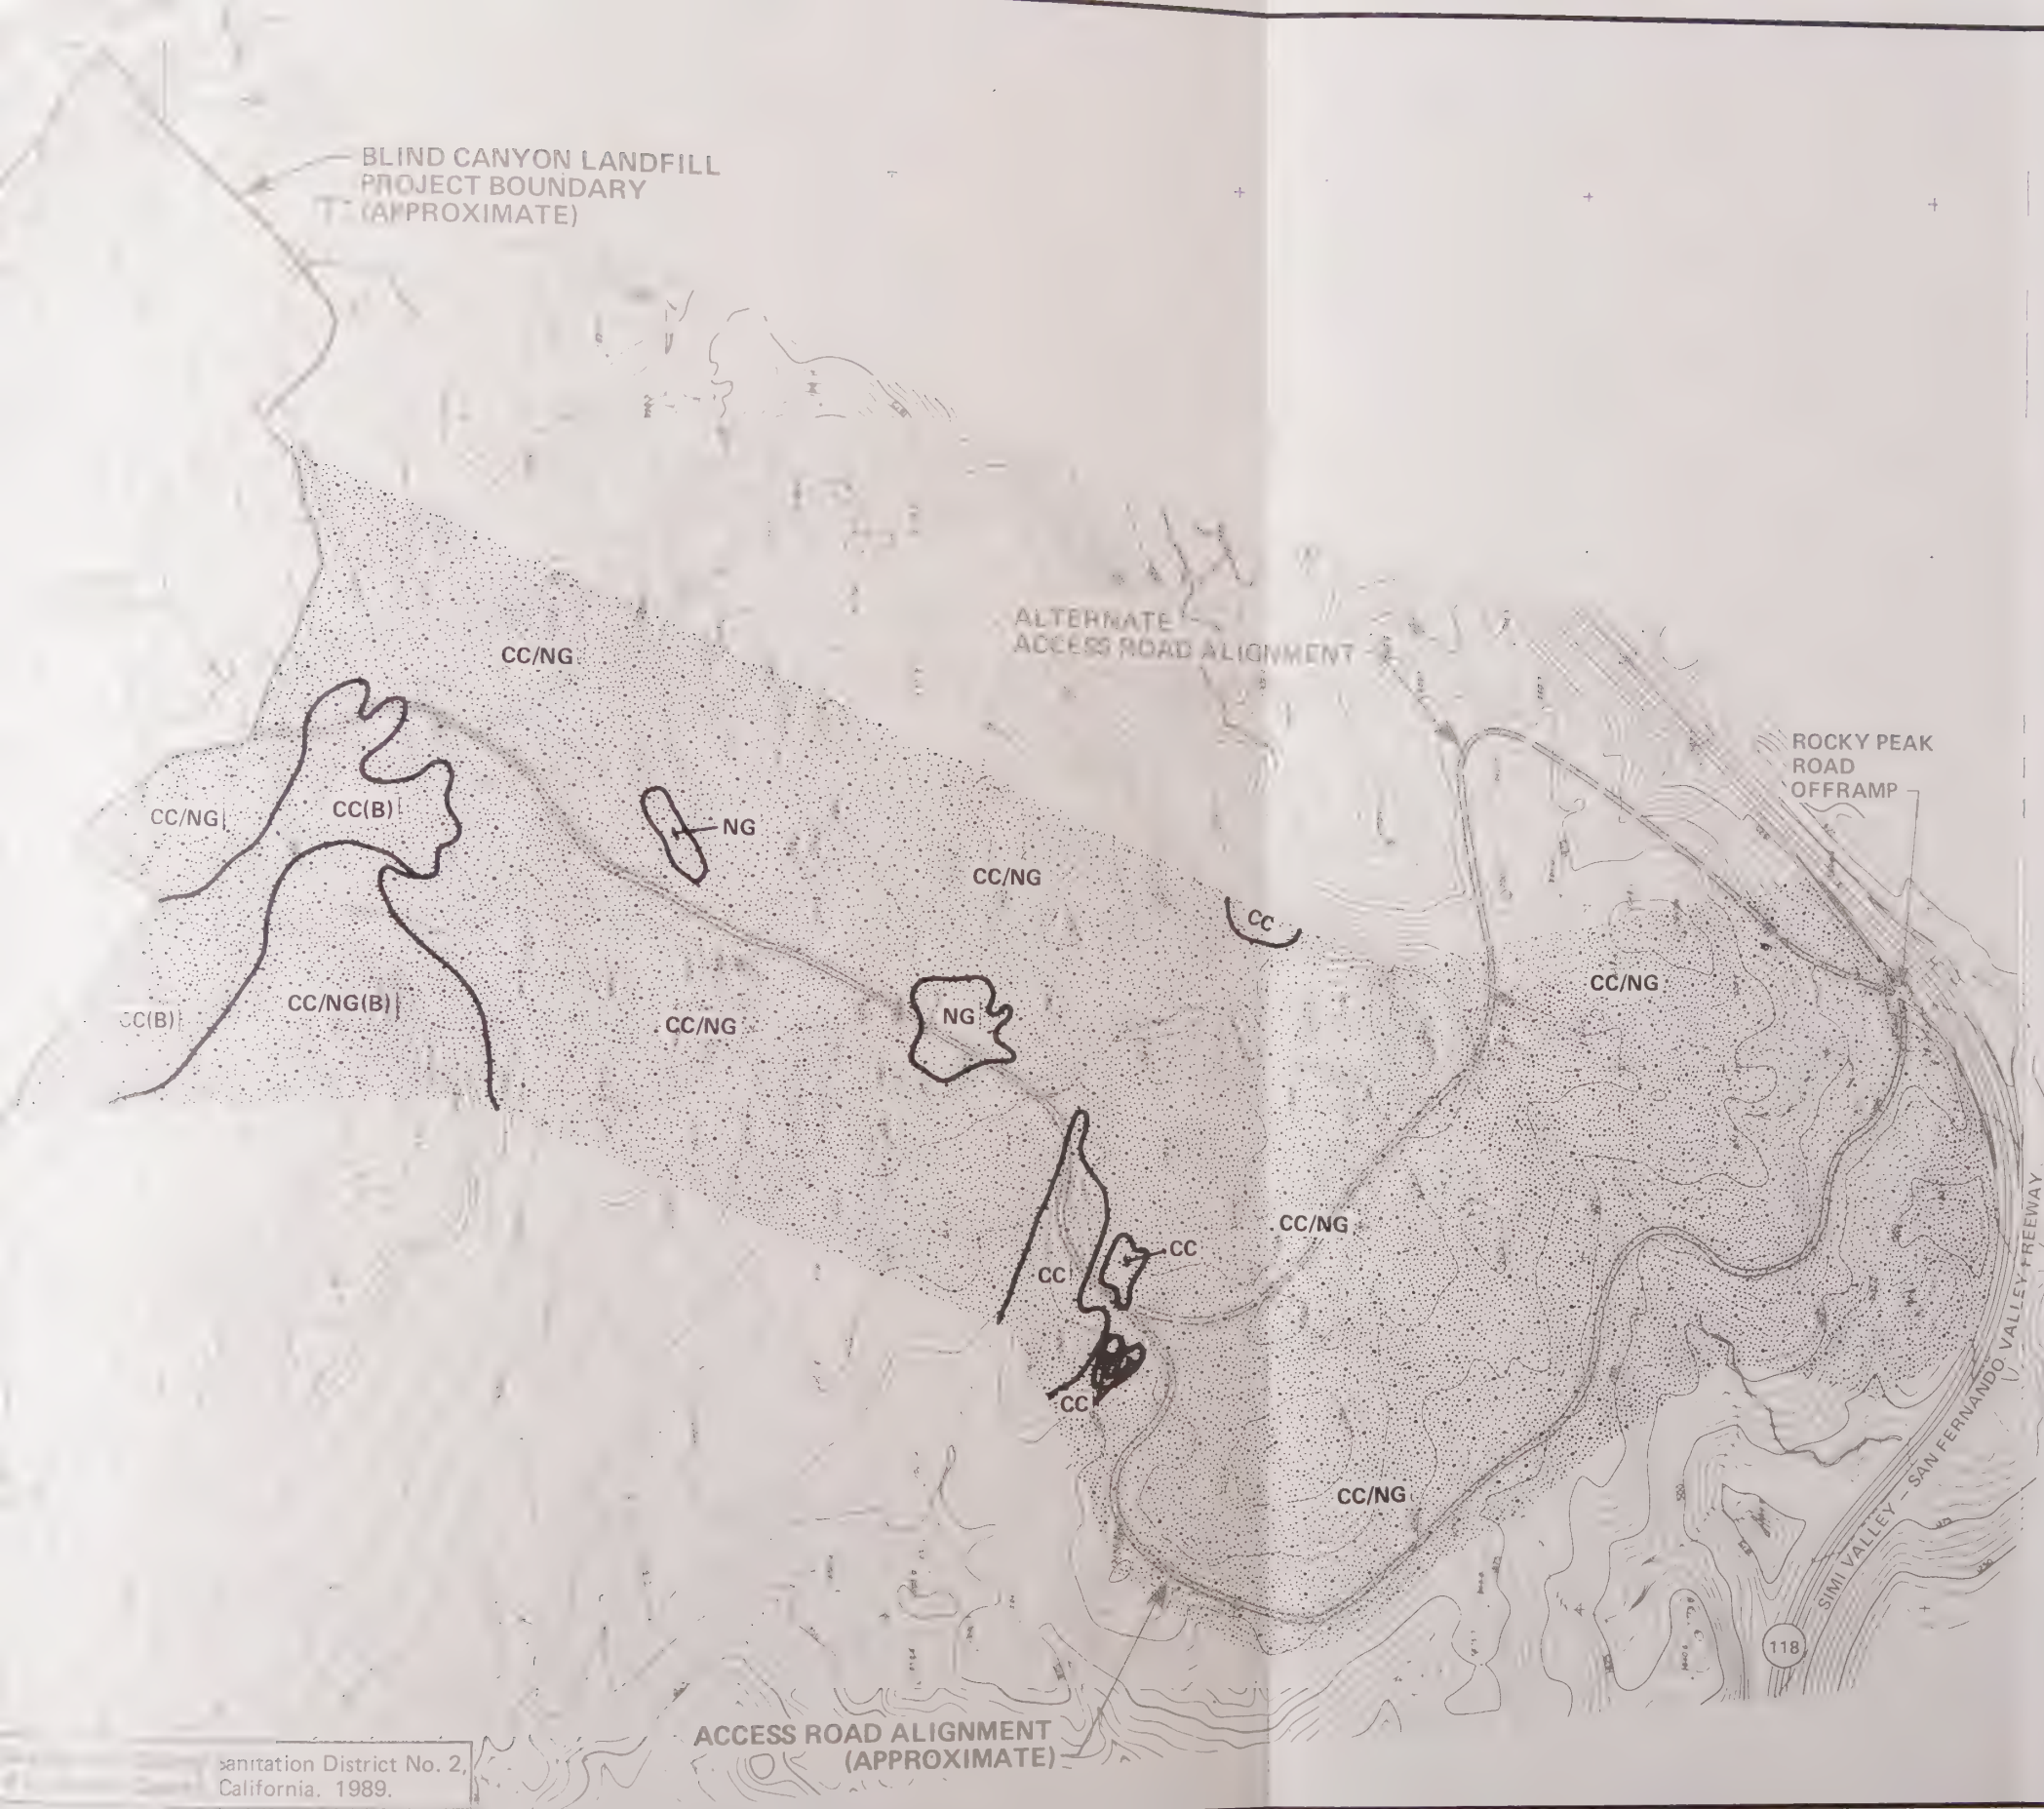 BLIND CANYON LANDFILL
PROJECT BOUNDARY
(APPROXIMATE)
ALTERNATE
ACCESS ROAD ALIGNMENT
CC/NG
ROCKY PEAK
ROAD
OFFRAMP
CC/NG
CC(B)
NG
CC/NG
CC
CC/NG
CC/NG(B)
CC(B)
CC/NG
NG
CC/NG
CC
CC
CC
CC/NG
SIMI VALLEY – SAN FERNANDO VALLEY FREEWAY
118
ACCESS ROAD ALIGNMENT
(APPROXIMATE)
Sanitation District No. 2,
California. 1989.